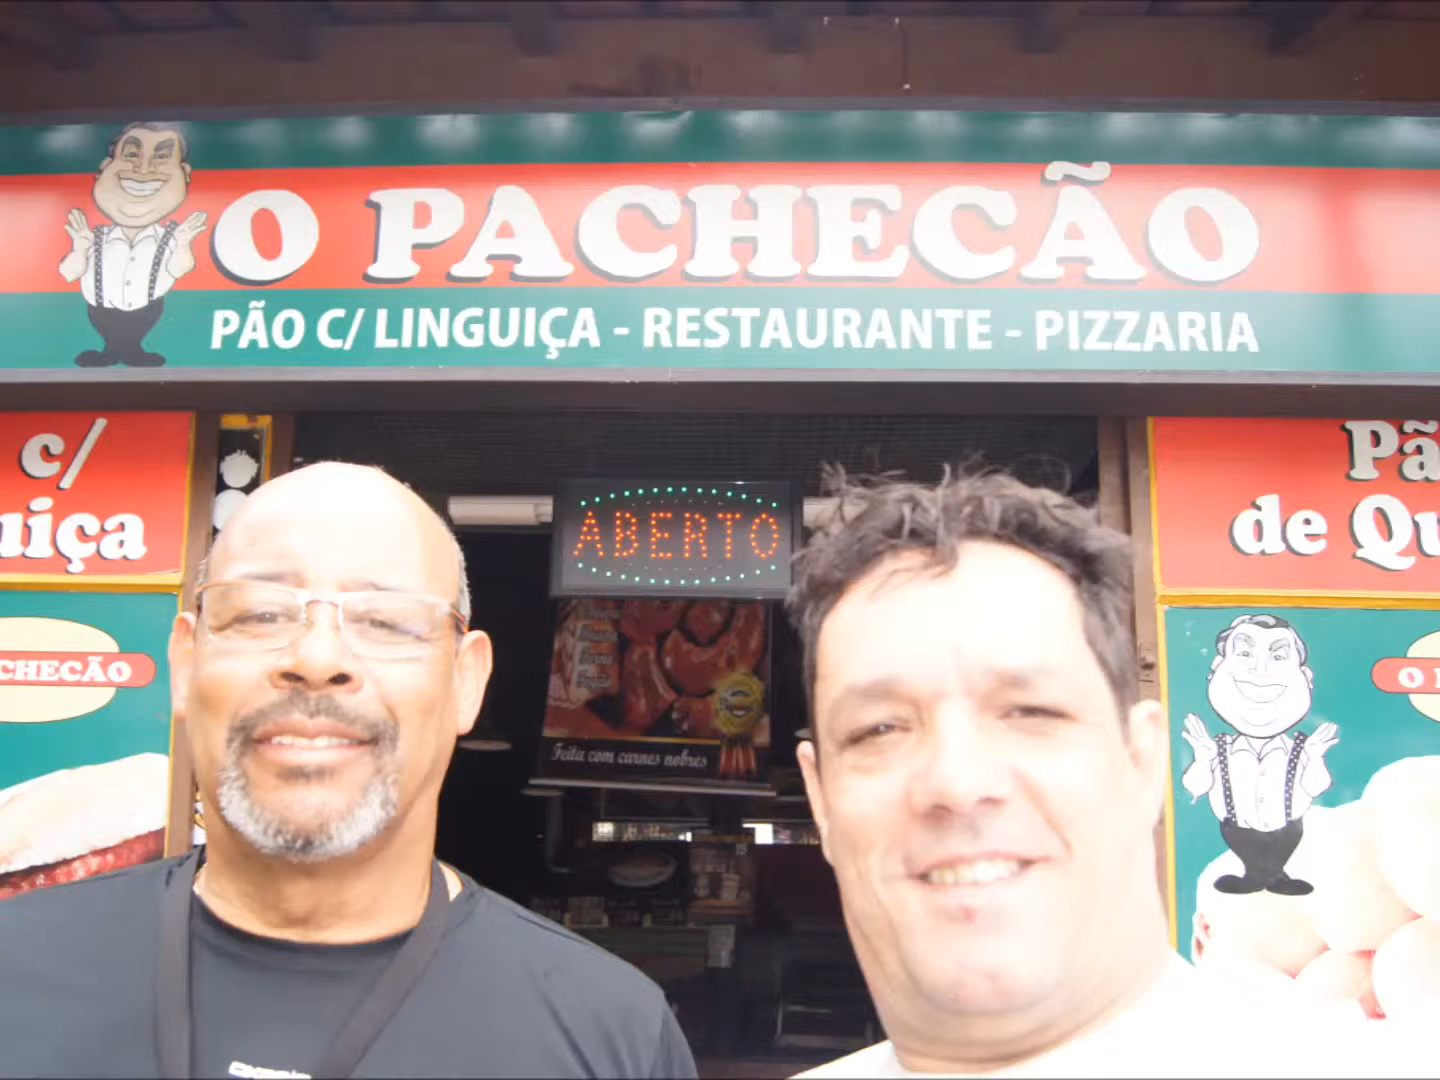 O PACHECÃO
PÃO C/ LINGUIÇA - RESTAURANTE - PIZZARIA
c/
uiça
CHECÃO
ABERTO
Feita com carnes nobres
Pã
de Qu
O